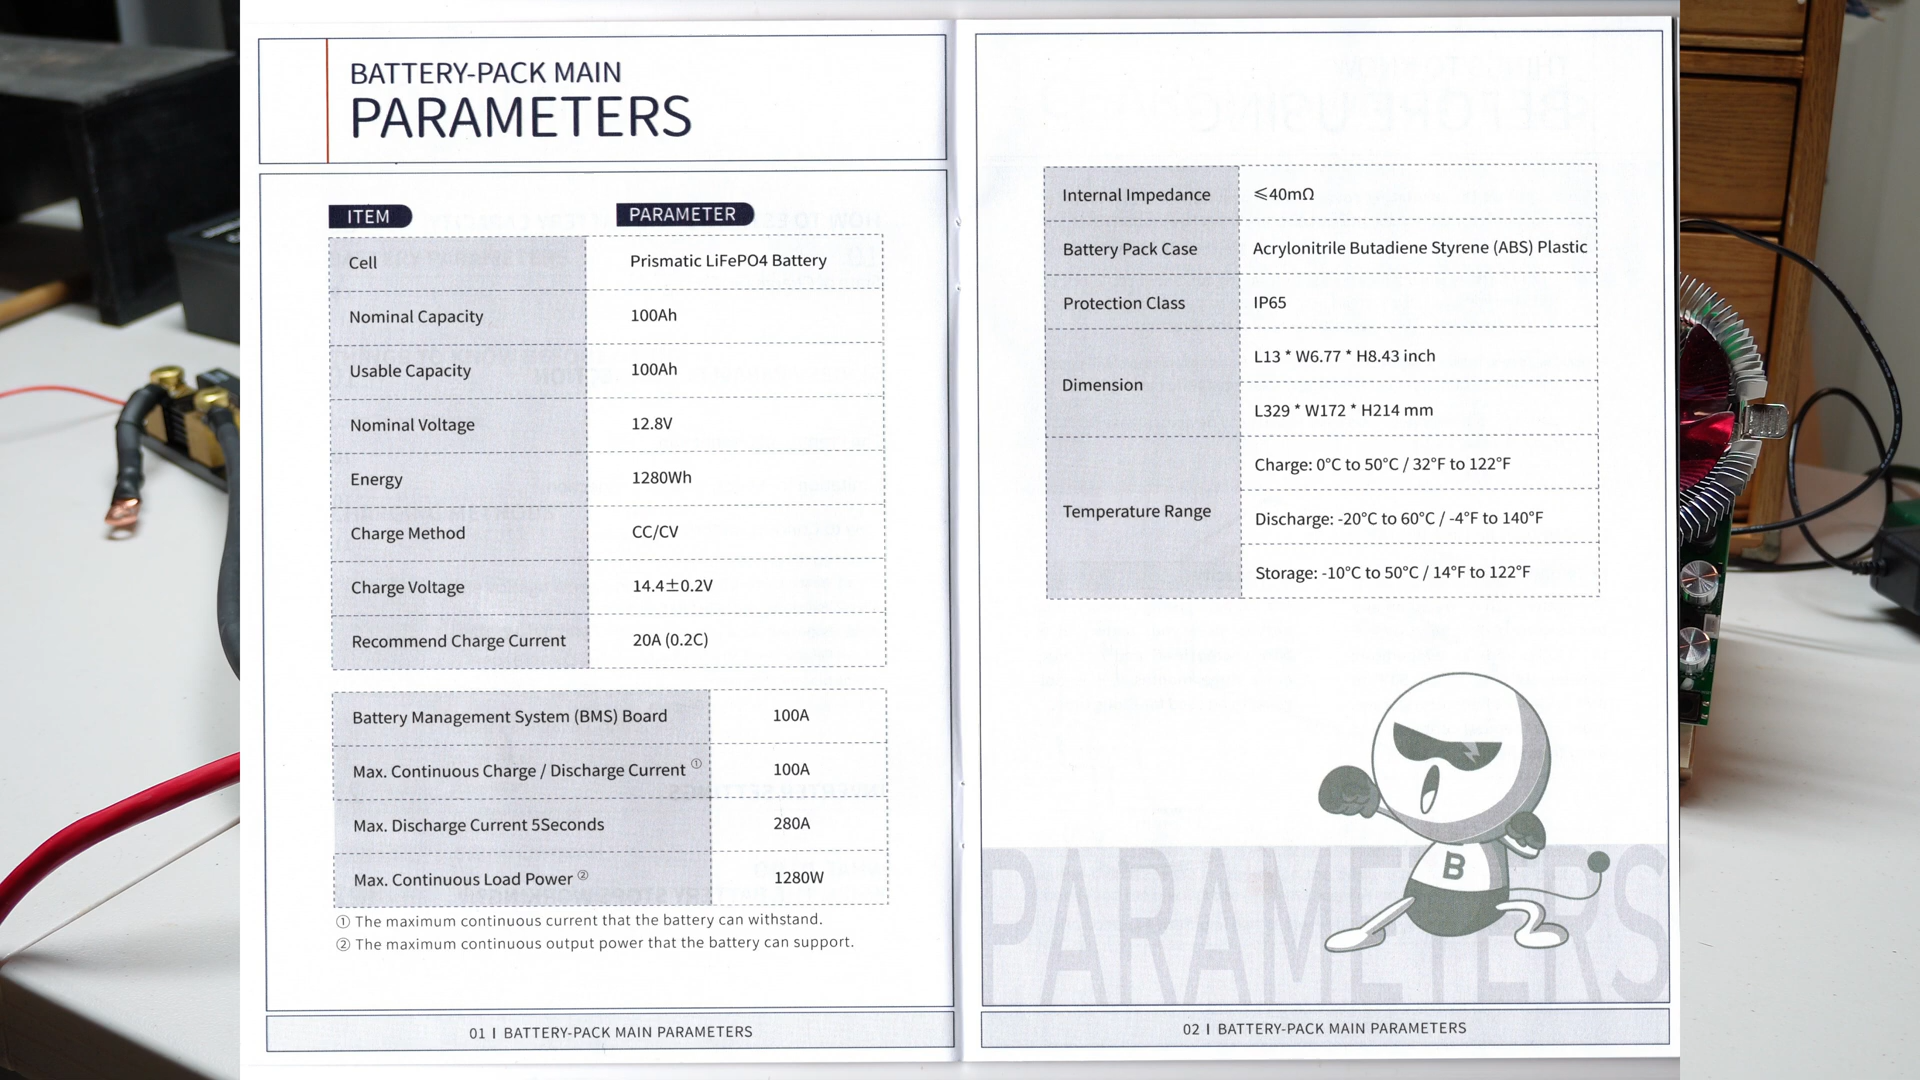 BATTERY-PACK MAIN
PARAMETERS
ITEM PARAMETER
Cell Prismatic LiFePO4 Battery
Nominal Capacity 100Ah
Usable Capacity 100Ah
Nominal Voltage 12.8V
Energy 1280Wh
Charge Method CC/CV
Charge Voltage 14.4±0.2V
Recommend Charge Current 20A (0.2C)
Battery Management System (BMS) Board 100A
Max. Continuous Charge / Discharge Current ① 100A
Max. Discharge Current 5Seconds 280A
Max. Continuous Load Power ② 1280W
① The maximum continuous current that the battery can withstand.
② The maximum continuous output power that the battery can support.
01 I BATTERY-PACK MAIN PARAMETERS
Internal Impedance ≤40mΩ
Battery Pack Case Acrylonitrile Butadiene Styrene (ABS) Plastic
Protection Class IP65
Dimension
L13 * W6.77 * H8.43 inch
L329 * W172 * H214 mm
Temperature Range
Charge: 0°C to 50°C / 32°F to 122°F
Discharge: -20°C to 60°C / -4°F to 140°F
Storage: -10°C to 50°C / 14°F to 122°F
B
PARAMETERS
02 I BATTERY-PACK MAIN PARAMETERS